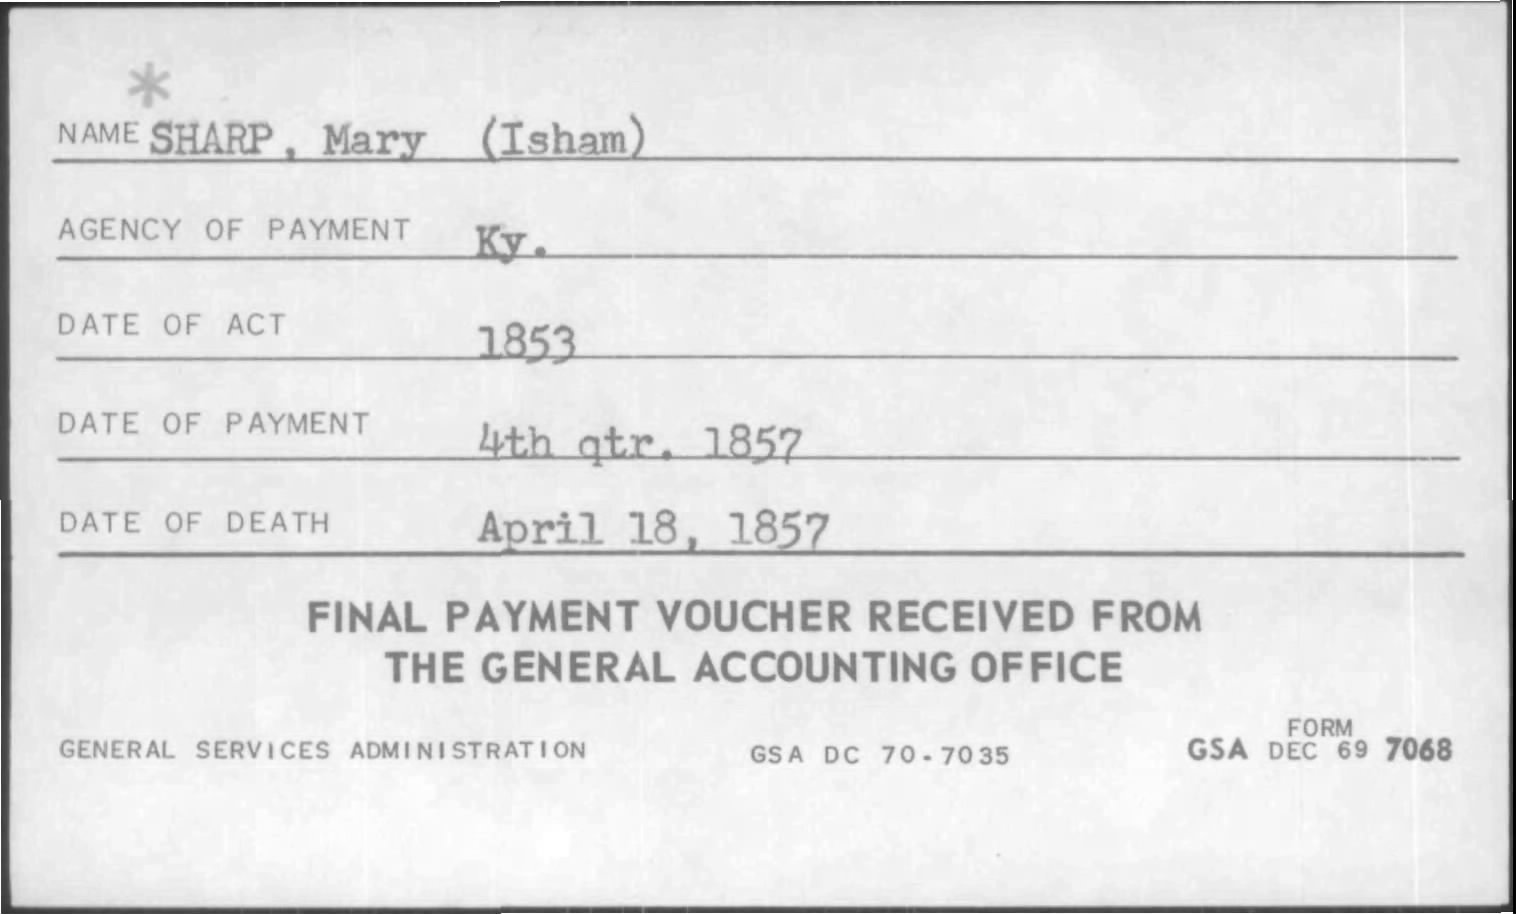 *
NAME SHARP, Mary (Isham)
AGENCY OF PAYMENT Ky.
DATE OF ACT 1853
DATE OF PAYMENT 4th qtr. 1857
DATE OF DEATH April 18, 1857
FINAL PAYMENT VOUCHER RECEIVED FROM
THE GENERAL ACCOUNTING OFFICE
GENERAL SERVICES ADMINISTRATION GSA DC 70-7035 GSA FORM DEC 69 7068